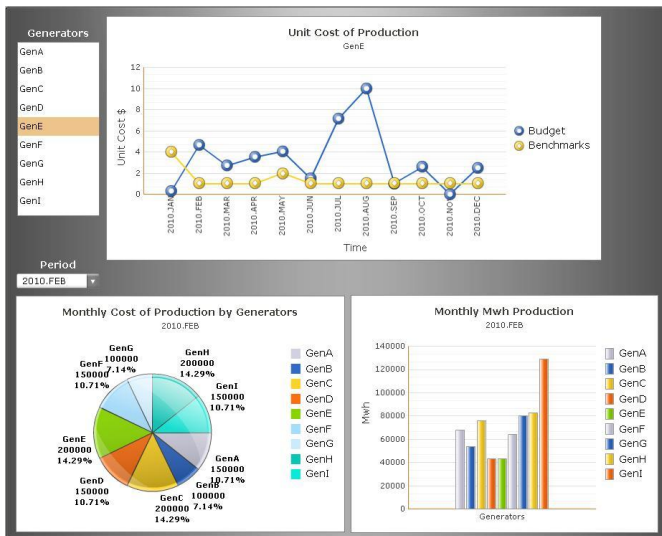 Generators
GenA
GenB
GenC
GenD
GenE
GenF
GenG
GenH
GenI
Unit Cost of Production
GenE
Unit Cost $
12
10
8
6
4
2
0
2010.JAN
2010.FEB
2010.MAR
2010.APR
2010.MAY
2010.JUN
2010.JUL
2010.AUG
2010.SEP
2010.OCT
2010.NOV
2010.DEC
Time
Budget
Benchmarks
Period
2010.FEB
Monthly Cost of Production by Generators
2010.FEB
GenG
100000
7.14%
GenH
200000
14.29%
GenF
150000
10.71%
GenI
150000
10.71%
GenE
200000
14.29%
GenA
150000
10.71%
GenD
150000
10.71%
GenB
100000
7.14%
GenC
200000
14.29%
GenA
GenB
GenC
GenD
GenE
GenF
GenG
GenH
GenI
Monthly Mwh Production
2010.FEB
Mwh
140000
120000
100000
80000
60000
40000
20000
0
Generators
GenA
GenB
GenC
GenD
GenE
GenF
GenG
GenH
GenI